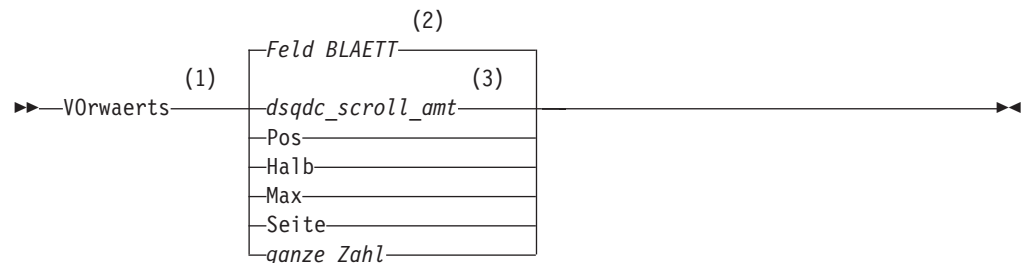 (2)
Feld BLAETT
(1) (3)
VOrwaerts dsqdc_scroll_amt
Pos
Halb
Max
Seite
ganze Zahl